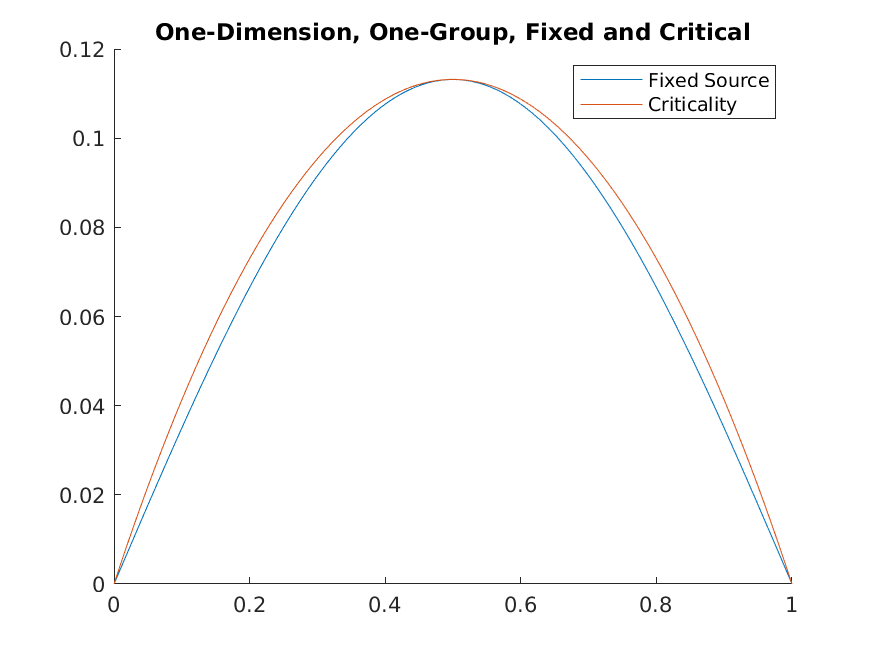 One-Dimension, One-Group, Fixed and Critical
0.12
0.1
0.08
0.06
0.04
0.02
0
0 0.2 0.4 0.6 0.8 1
Fixed Source
Criticality